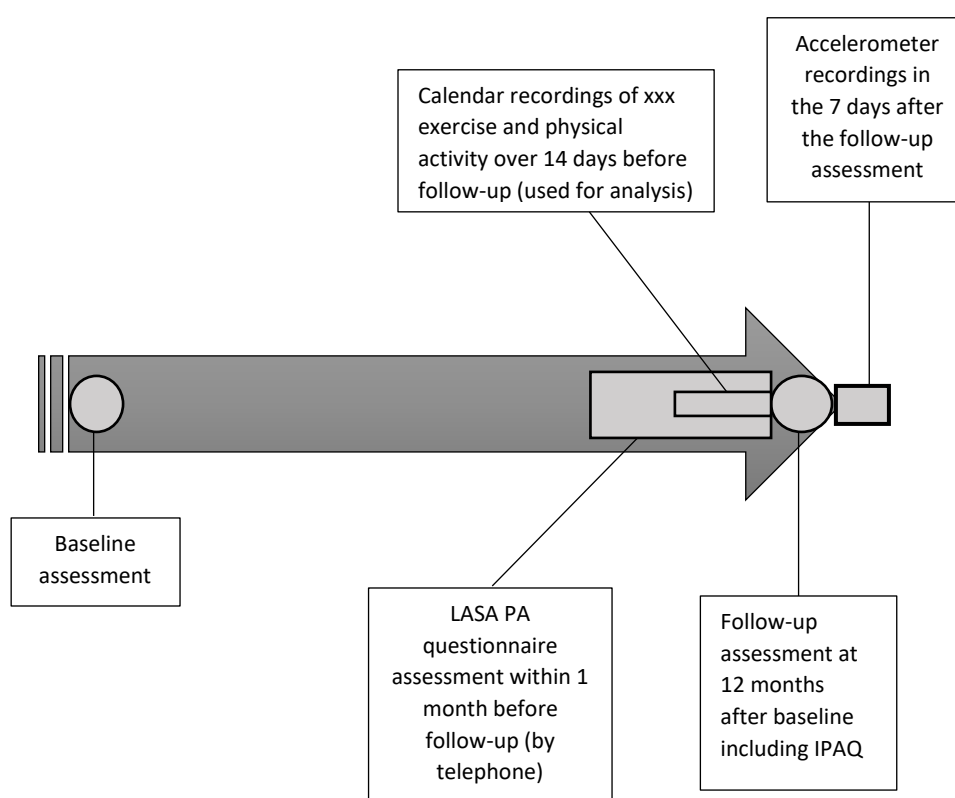 Accelerometer
recordings in
the 7 days after
the follow-up
assessment
Calendar recordings of xxx
exercise and physical
activity over 14 days before
follow-up (used for analysis)
Baseline
assessment
LASA PA
questionnaire
assessment within 1
month before
follow-up (by
telephone)
Follow-up
assessment at
12 months
after baseline
including IPAQ